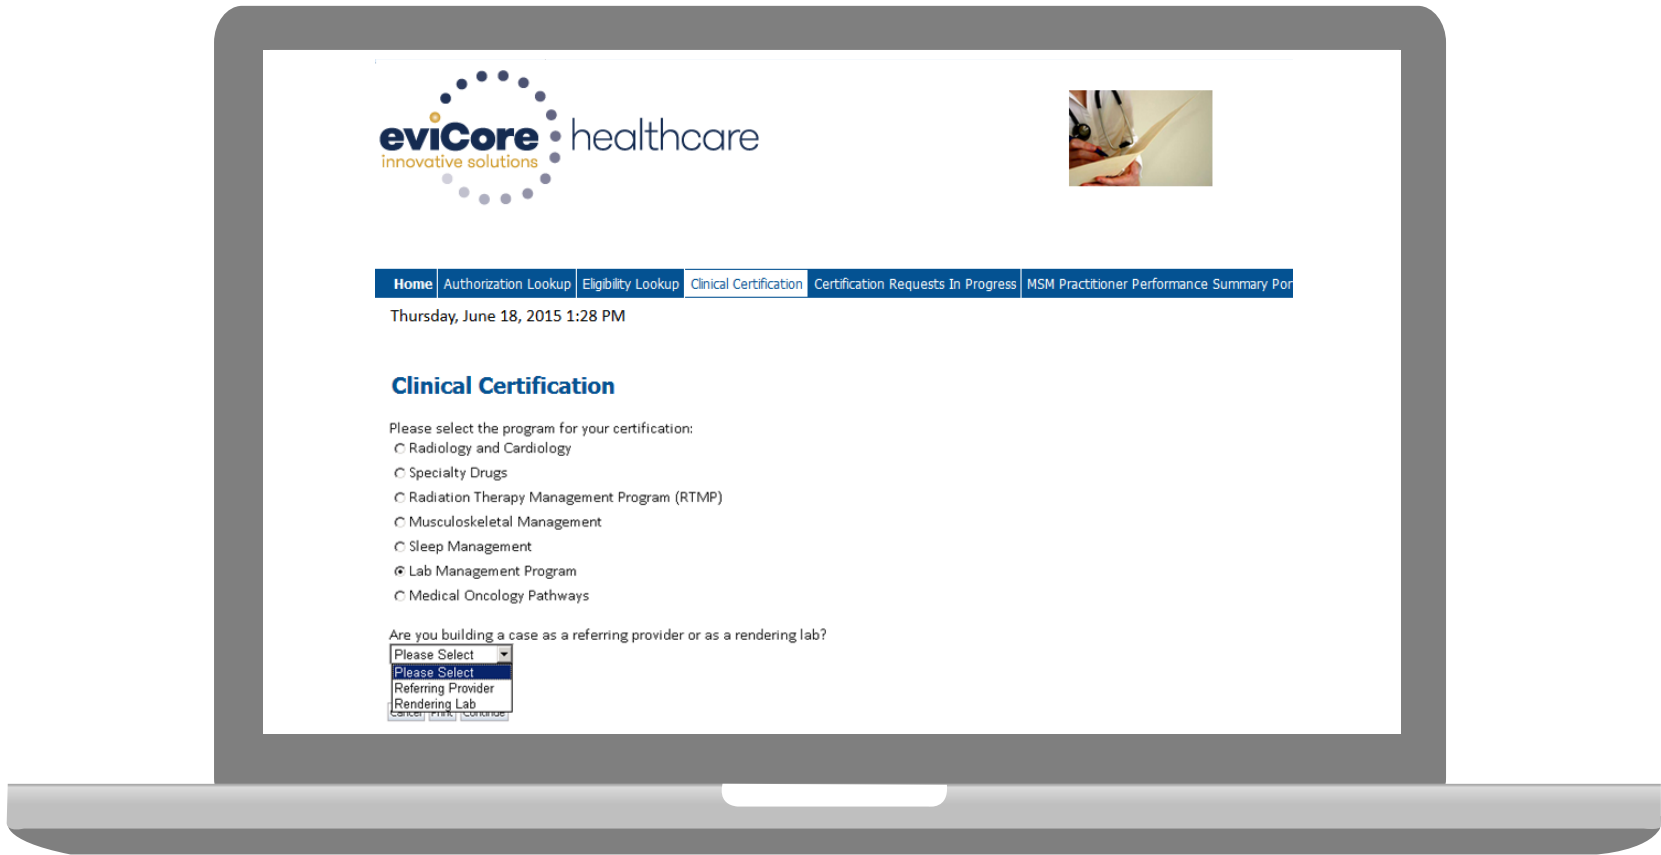 eviCore healthcare
innovative solutions
Home Authorization Lookup Eligibility Lookup Clinical Certification Certification Requests In Progress MSM Practitioner Performance Summary Por
Thursday, June 18, 2015 1:28 PM
Clinical Certification
Please select the program for your certification:
Radiology and Cardiology
Specialty Drugs
Radiation Therapy Management Program (RTMP)
Musculoskeletal Management
Sleep Management
Lab Management Program
Medical Oncology Pathways
Are you building a case as a referring provider or as a rendering lab?
Please Select
Please Select
Referring Provider
Rendering Lab
Cancel Print Continue